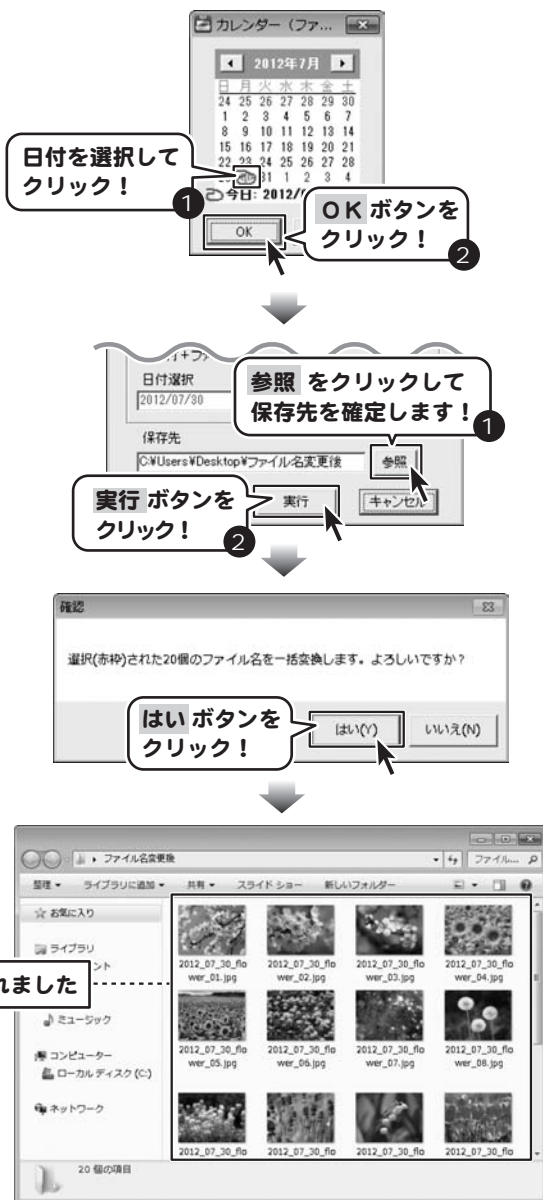 カレンダー（ファ...
2012年7月
日 月 火 水 木 金 土
24 25 26 27 28 29 30
1 2 3 4 5 6 7
8 9 10 11 12 13 14
15 16 17 18 19 20 21
22 23 24 25 26 27 28
31 1 2 3 4
今日: 2012/
日付を選択して
クリック！
1
OK
ＯＫ ボタンを
クリック！
2
日付選択
2012/07/30
参照 をクリックして
保存先を確定します！
1
保存先
C:¥Users¥Desktop¥ファイル名変更後
参照
実行 ボタンを
クリック！
2
実行
キャンセル
確認
選択(赤枠)された20個のファイル名を一括変換します。よろしいですか？
はい ボタンを
クリック！
はい(Y)
いいえ(N)
ファイル名変更後
ファイル...
整理
ライブラリに追加
共有
スライド ショー
新しいフォルダー
お気に入り
ライブラリ
ント
れました
ミュージック
コンピューター
ローカル ディスク (C:)
ネットワーク
2012_07_30_flo
wer_01.jpg
2012_07_30_flo
wer_02.jpg
2012_07_30_flo
wer_03.jpg
2012_07_30_flo
wer_04.jpg
2012_07_30_flo
wer_05.jpg
2012_07_30_flo
wer_06.jpg
2012_07_30_flo
wer_07.jpg
2012_07_30_flo
wer_08.jpg
2012_07_30_flo
2012_07_30_flo
2012_07_30_flo
2012_07_30_flo
20 個の項目